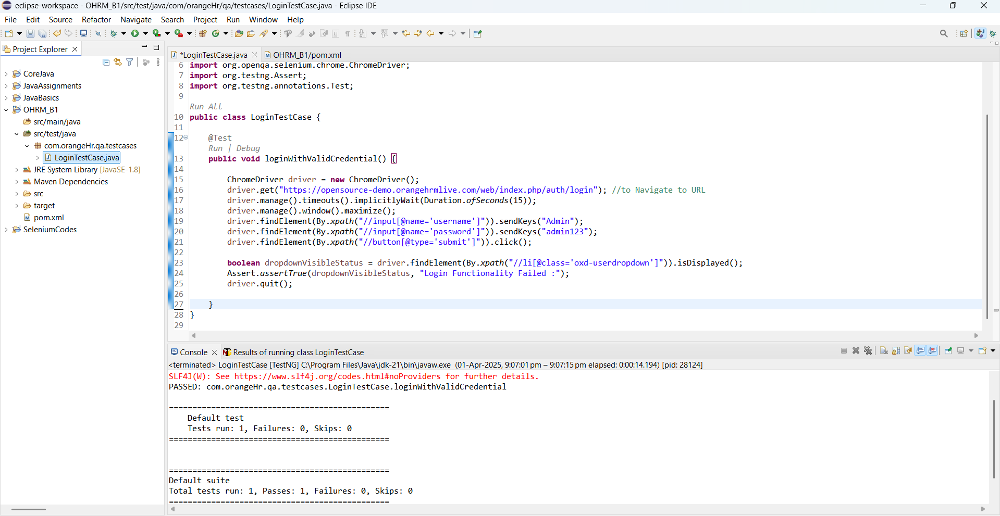 eclipse-workspace - OHRM_B1/src/test/java/com/orangeHr/qa/testcases/LoginTestCase.java - Eclipse IDE
File Edit Source Refactor Navigate Search Project Run Window Help
Project Explorer
CoreJava
JavaAssignments
JavaBasics
OHRM_B1
src/main/java
src/test/java
com.orangeHr.qa.testcases
LoginTestCase.java
JRE System Library [JavaSE-1.8]
Maven Dependencies
src
target
pom.xml
SeleniumCodes
*LoginTestCase.java OHRM_B1/pom.xml
6 import org.openqa.selenium.chrome.ChromeDriver;
7 import org.testng.Assert;
8 import org.testng.annotations.Test;
9
Run All
10 public class LoginTestCase {
11
12 @Test
Run | Debug
13 public void loginWithValidCredential() {
14
15 ChromeDriver driver = new ChromeDriver();
16 driver.get("https://opensource-demo.orangehrmlive.com/web/index.php/auth/login"); //to Navigate to URL
17 driver.manage().timeouts().implicitlyWait(Duration.ofSeconds(15));
18 driver.manage().window().maximize();
19 driver.findElement(By.xpath("//input[@name='username']")).sendKeys("Admin");
20 driver.findElement(By.xpath("//input[@name='password']")).sendKeys("admin123");
21 driver.findElement(By.xpath("//button[@type='submit']")).click();
22
23 boolean dropdownVisibleStatus = driver.findElement(By.xpath("//li[@class='oxd-userdropdown']")).isDisplayed();
24 Assert.assertTrue(dropdownVisibleStatus, "Login Functionality Failed :");
25 driver.quit();
26
27 }
28 }
29
Console Results of running class LoginTestCase
<terminated> LoginTestCase [TestNG] C:\Program Files\Java\jdk-21\bin\javaw.exe (01-Apr-2025, 9:07:01 pm – 9:07:15 pm elapsed: 0:00:14.194) [pid: 28124]
SLF4J(W): See https://www.slf4j.org/codes.html#noProviders for further details.
PASSED: com.orangeHr.qa.testcases.LoginTestCase.loginWithValidCredential
===============================================
Default test
Tests run: 1, Failures: 0, Skips: 0
===============================================
===============================================
Default suite
Total tests run: 1, Passes: 1, Failures: 0, Skips: 0
===============================================